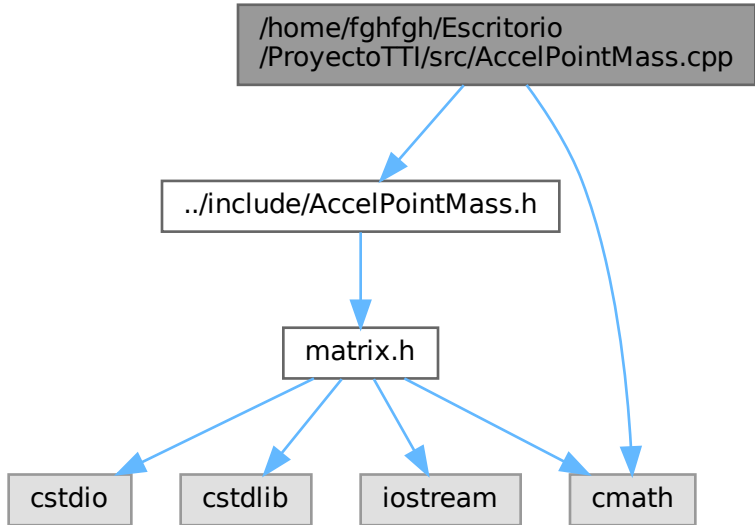 /home/fghfgh/Escritorio
/ProyectoTTI/src/AccelPointMass.cpp
../include/AccelPointMass.h
matrix.h
cstdio
cstdlib
iostream
cmath